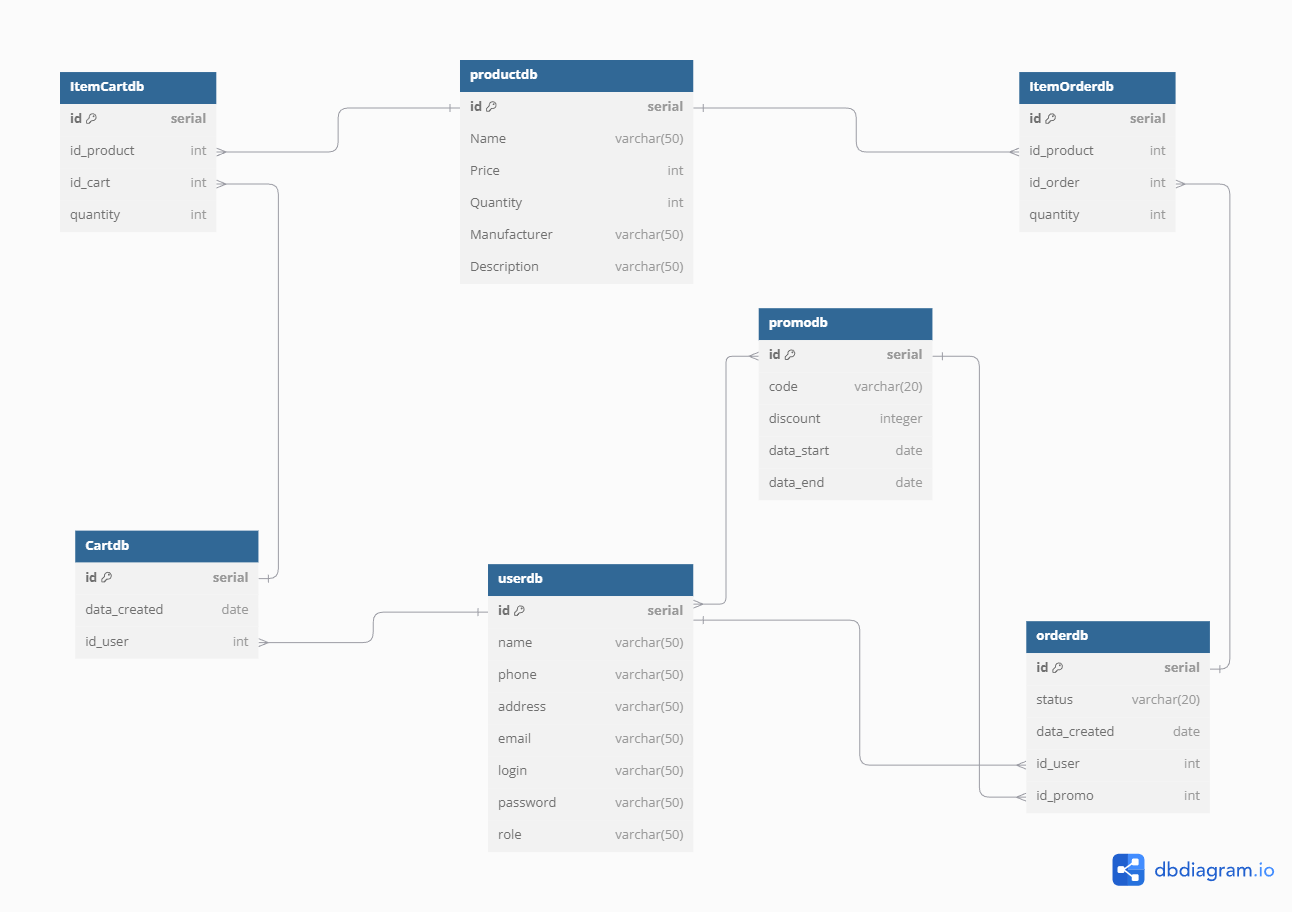 ItemCartdb
id serial
id_product int
id_cart int
quantity int
productdb
id serial
Name varchar(50)
Price int
Quantity int
Manufacturer varchar(50)
Description varchar(50)
ItemOrderdb
id serial
id_product int
id_order int
quantity int
promodb
id serial
code varchar(20)
discount integer
data_start date
data_end date
Cartdb
id serial
data_created date
id_user int
userdb
id serial
name varchar(50)
phone varchar(50)
address varchar(50)
email varchar(50)
login varchar(50)
password varchar(50)
role varchar(50)
orderdb
id serial
status varchar(20)
data_created date
id_user int
id_promo int
dbdiagram.io